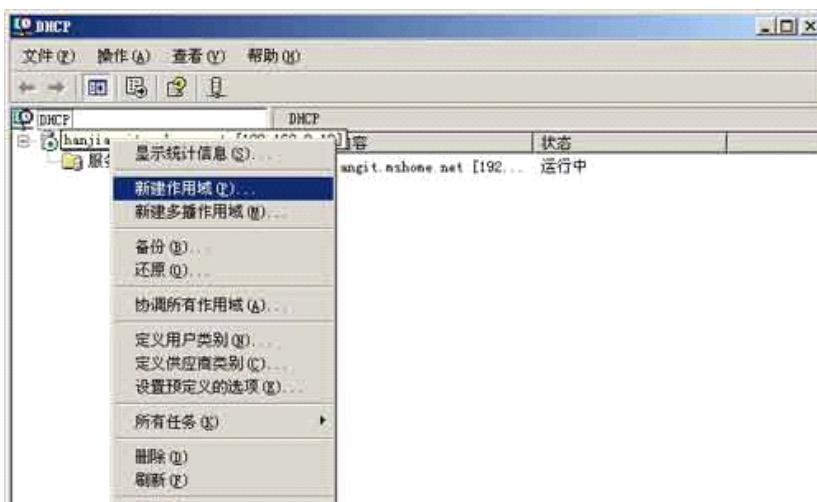 DHCP
文件(F) 操作(A) 查看(V) 帮助(H)
DHCP
DHCP
容
状态
显示统计信息(S)...
angit.mshome.net [192... 运行中
新建作用域(P)...
新建多播作用域(M)...
备份(B)...
还原(O)...
协调所有作用域(A)...
定义用户类别(N)...
定义供应商类别(C)...
设置预定义的选项(E)...
所有任务(K)
删除(D)
刷新(F)